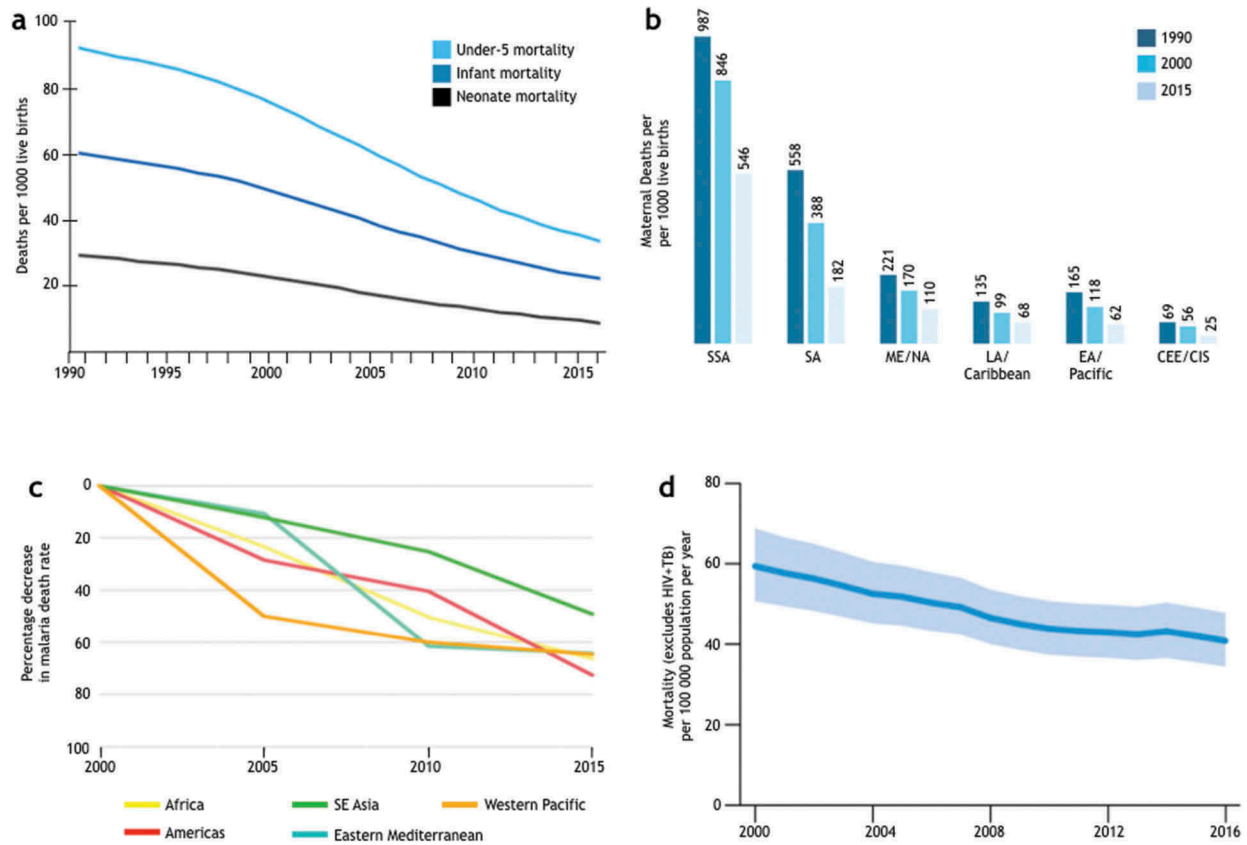 a
100
80
60
40
20
Deaths per 1000 live births
Under-5 mortality
Infant mortality
Neonate mortality
1990 1995 2000 2005 2010 2015
b
Maternal Deaths per
per 1000 live births
1990
2000
2015
987 846 546
558 388 182
221 170 110
135 99 68
165 118 62
69 56 25
SSA SA ME/NA LA/ EA/ CEE/CIS
Caribbean Pacific
c
0
20
40
60
80
100
Percentage decrease
in malaria death rate
2000 2005 2010 2015
Africa SE Asia Western Pacific
Americas Eastern Mediterranean
d
80
60
40
20
0
Mortality (excludes HIV+TB)
per 100 000 population per year
2000 2004 2008 2012 2016